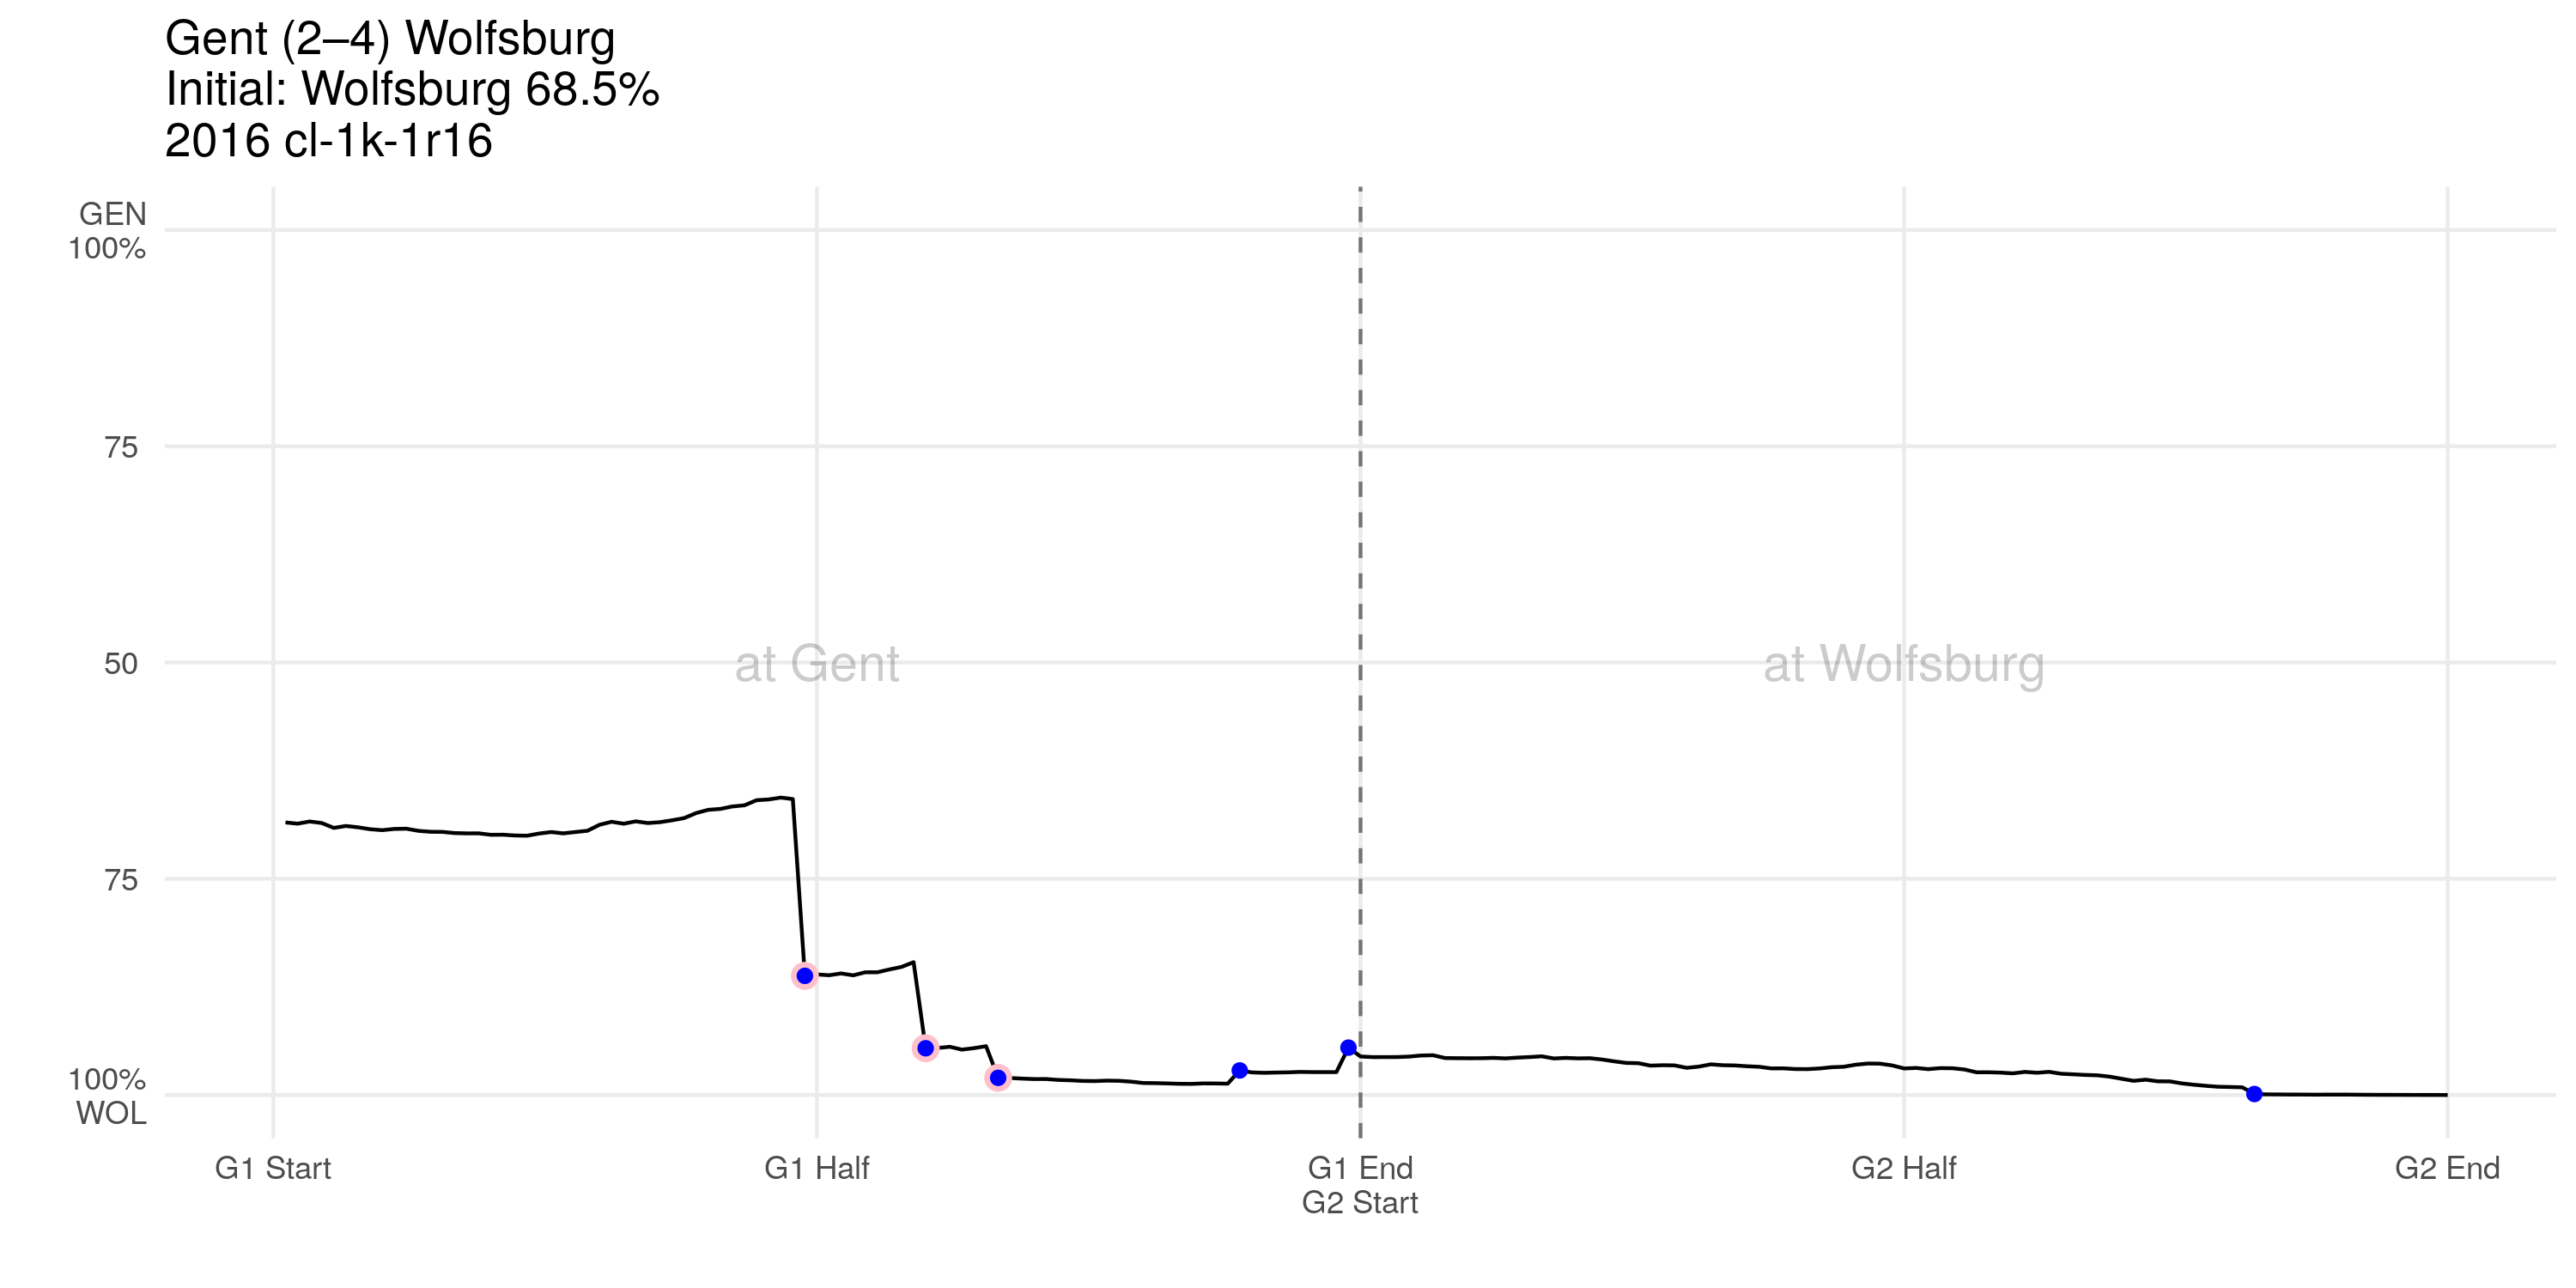 Gent (2–4) Wolfsburg
Initial: Wolfsburg 68.5%
2016 cl-1k-1r16
GEN
100%
75
50
75
100%
WOL
at Gent
at Wolfsburg
G1 Start
G1 Half
G1 End
G2 Start
G2 Half
G2 End